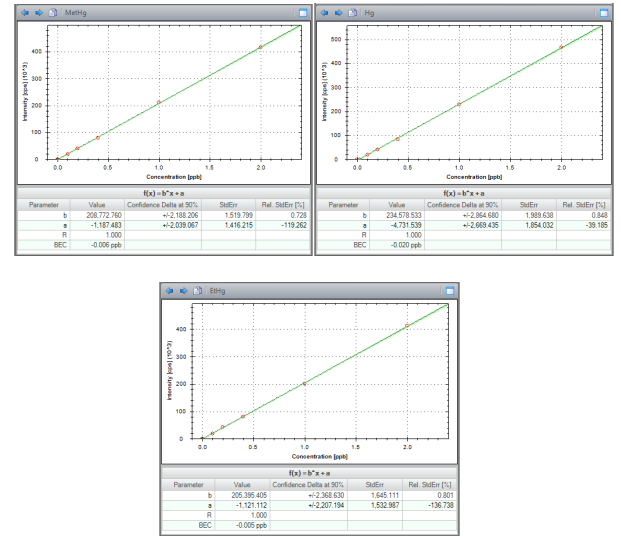 MetHg
400
300
200
100
0
Intensity [cps] (10^3)
0.0 0.5 1.0 1.5 2.0
Concentration [ppb]
f(x) = b*x + a
Parameter Value Confidence Delta at 90% StdErr Rel. StdErr [%]
b 208,772.760 +/-2,188.206 1,519.799 0.728
a -1,187.483 +/-2,039.067 1,416.215 -119.262
R 1.000
BEC -0.006 ppb
Hg
500
400
300
200
100
0
Intensity [cps] (10^3)
0.0 0.5 1.0 1.5 2.0
Concentration [ppb]
f(x) = b*x + a
Parameter Value Confidence Delta at 90% StdErr Rel. StdErr [%]
b 234,578.533 +/-2,864.680 1,989.638 0.848
a -4,731.539 +/-2,669.435 1,854.032 -39.185
R 1.000
BEC -0.020 ppb
EtHg
400
300
200
100
0
Intensity [cps] (10^3)
0.0 0.5 1.0 1.5 2.0
Concentration [ppb]
f(x) = b*x + a
Parameter Value Confidence Delta at 90% StdErr Rel. StdErr [%]
b 205,395.405 +/-2,368.630 1,645.111 0.801
a -1,121.112 +/-2,207.194 1,532.987 -136.738
R 1.000
BEC -0.005 ppb